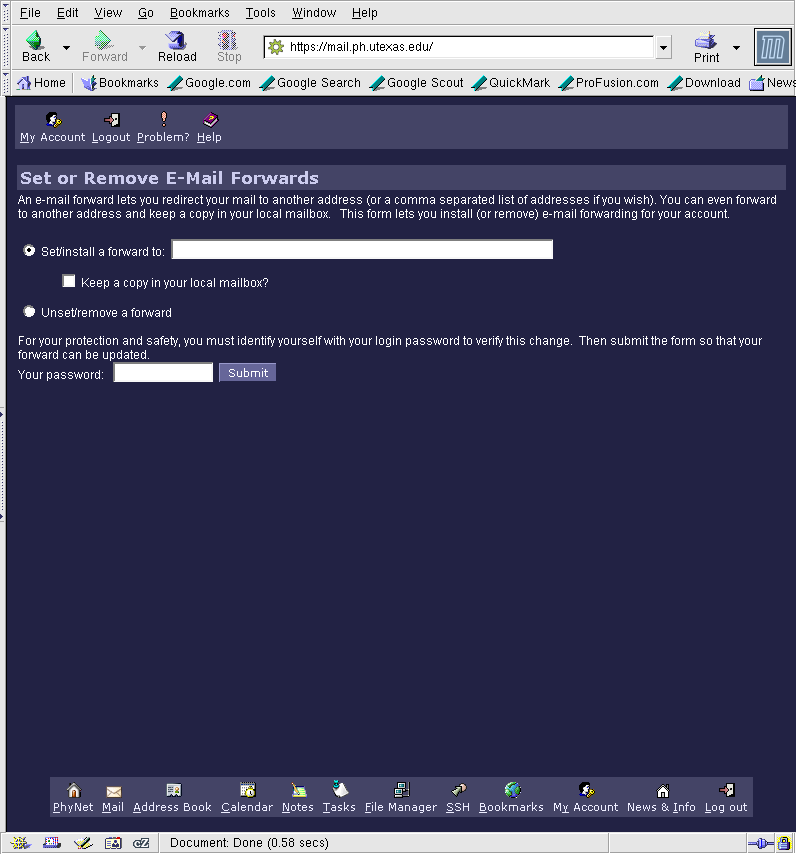 File Edit View Go Bookmarks Tools Window Help
Back Forward Reload Stop https://mail.ph.utexas.edu/ Print
Home Bookmarks Google.com Google Search Google Scout QuickMark ProFusion.com Download News
My Account Logout Problem? Help
Set or Remove E-Mail Forwards
An e-mail forward lets you redirect your mail to another address (or a comma separated list of addresses if you wish). You can even forward
to another address and keep a copy in your local mailbox. This form lets you install (or remove) e-mail forwarding for your account.
Set/install a forward to:
Keep a copy in your local mailbox?
Unset/remove a forward
For your protection and safety, you must identify yourself with your login password to verify this change. Then submit the form so that your
forward can be updated.
Your password: Submit
PhyNet Mail Address Book Calendar Notes Tasks File Manager SSH Bookmarks My Account News & Info Log out
Document: Done (0.58 secs)